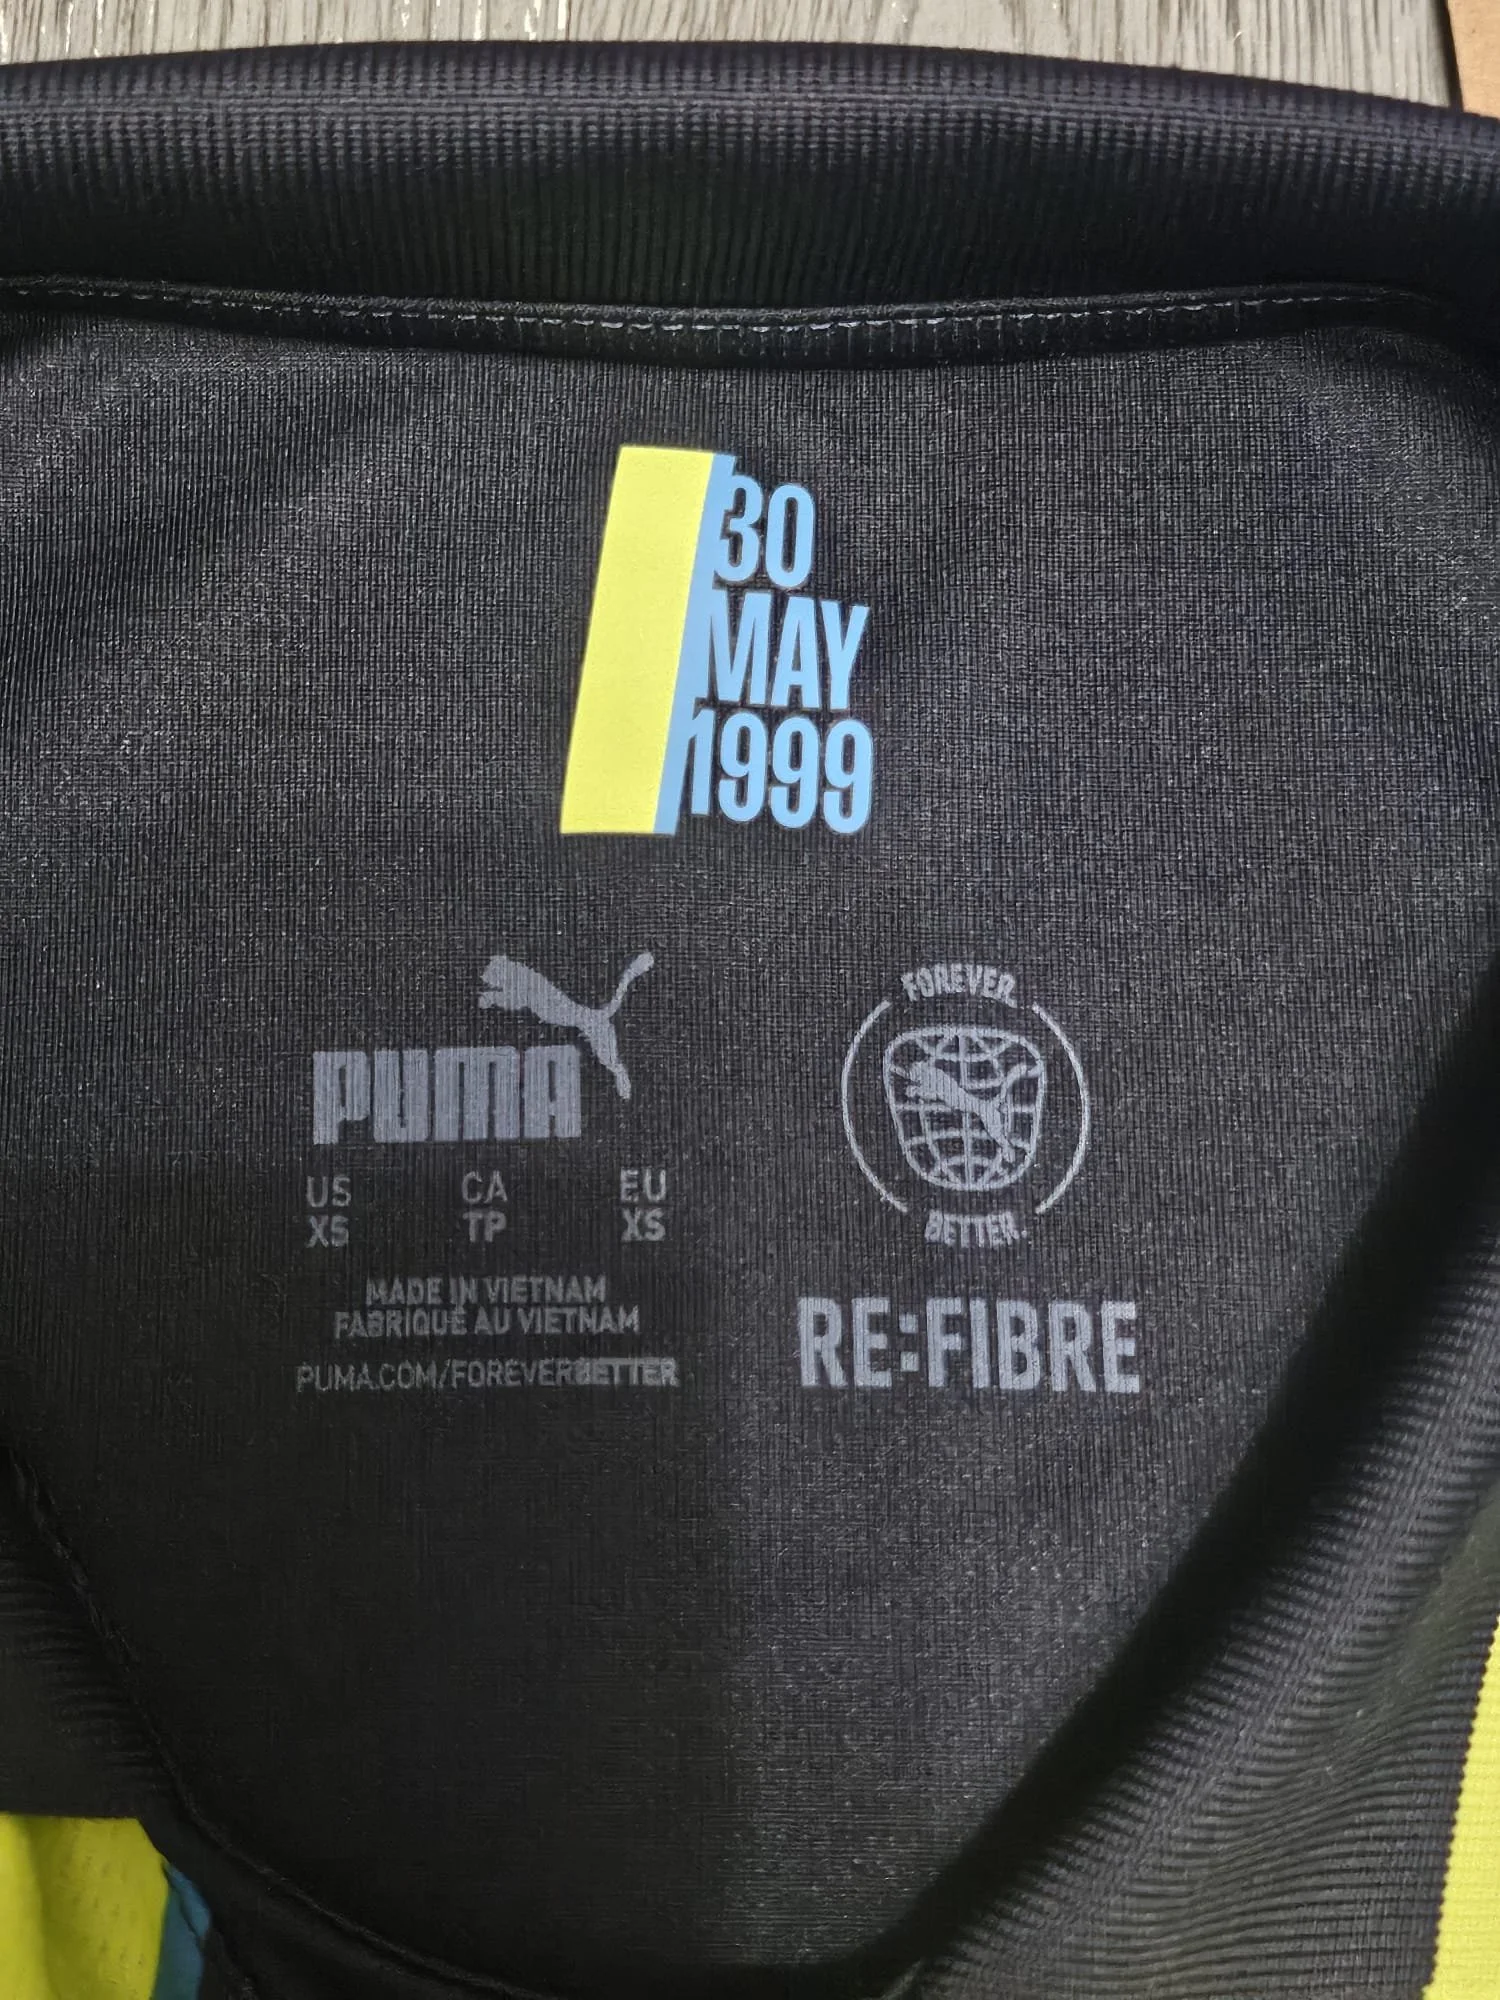 30
MAY
1999
PUMA
US CA EU
XS TP XS
MADE IN VIETNAM
FABRIQUÉ AU VIETNAM
PUMA.COM/FOREVERBETTER
FOREVER.
BETTER.
RE:FIBRE